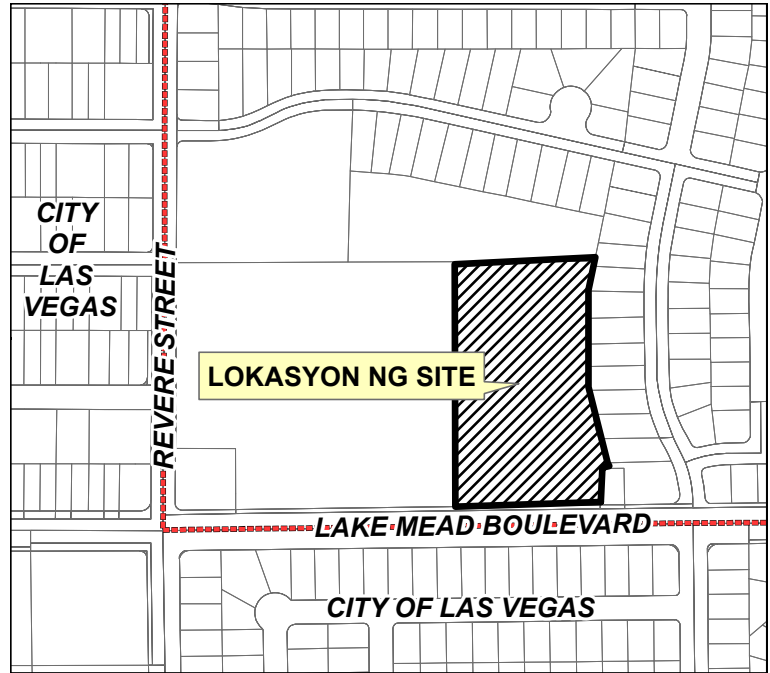 CITY
OF
LAS
VEGAS
REVERE STREET
LOKASYON NG SITE
LAKE MEAD BOULEVARD
CITY OF LAS VEGAS